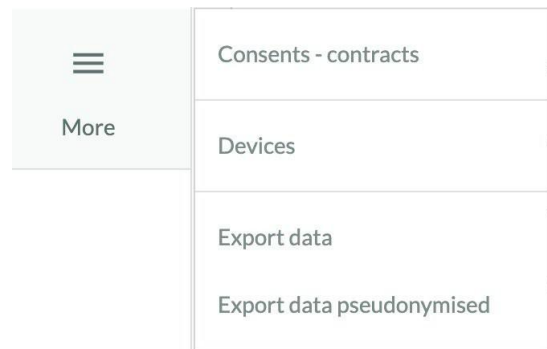 More
Consents - contracts
Devices
Export data
Export data pseudonymised